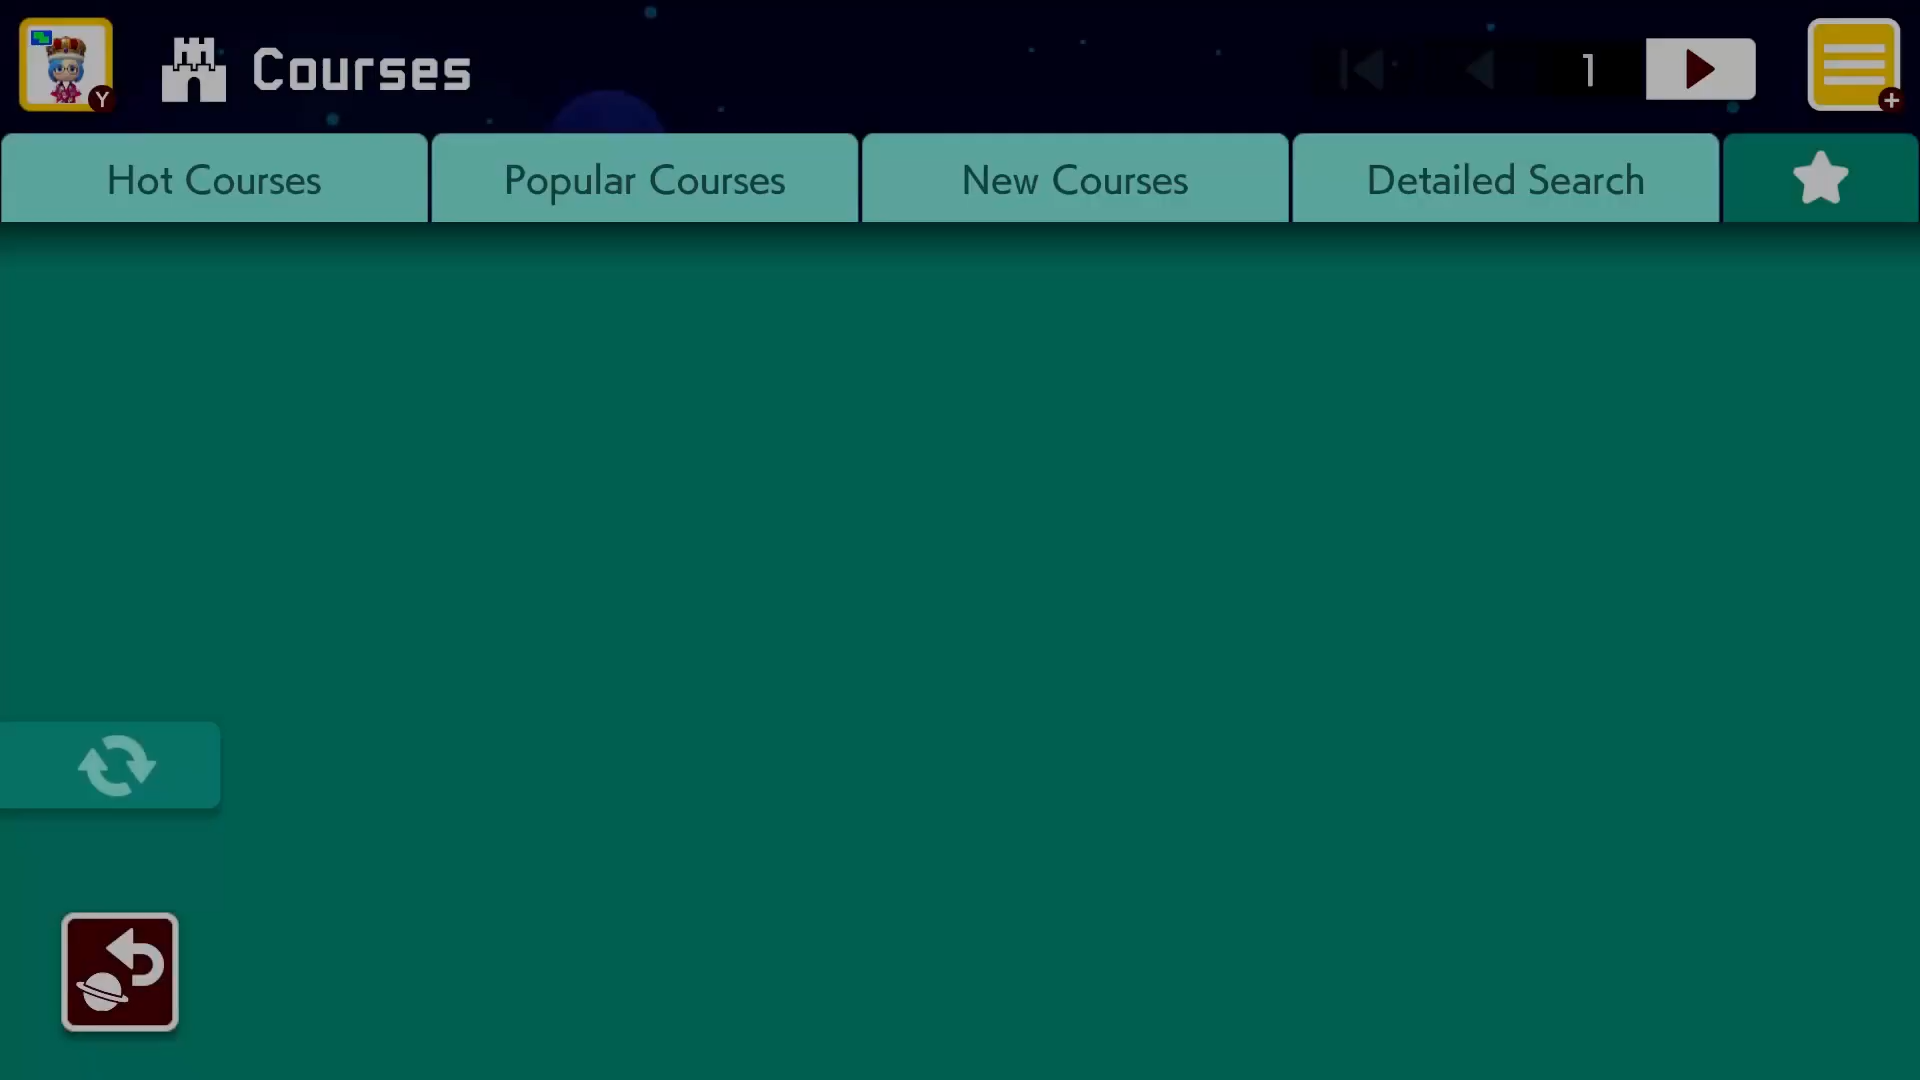 Y
Courses
1
+
Hot Courses
Popular Courses
New Courses
Detailed Search